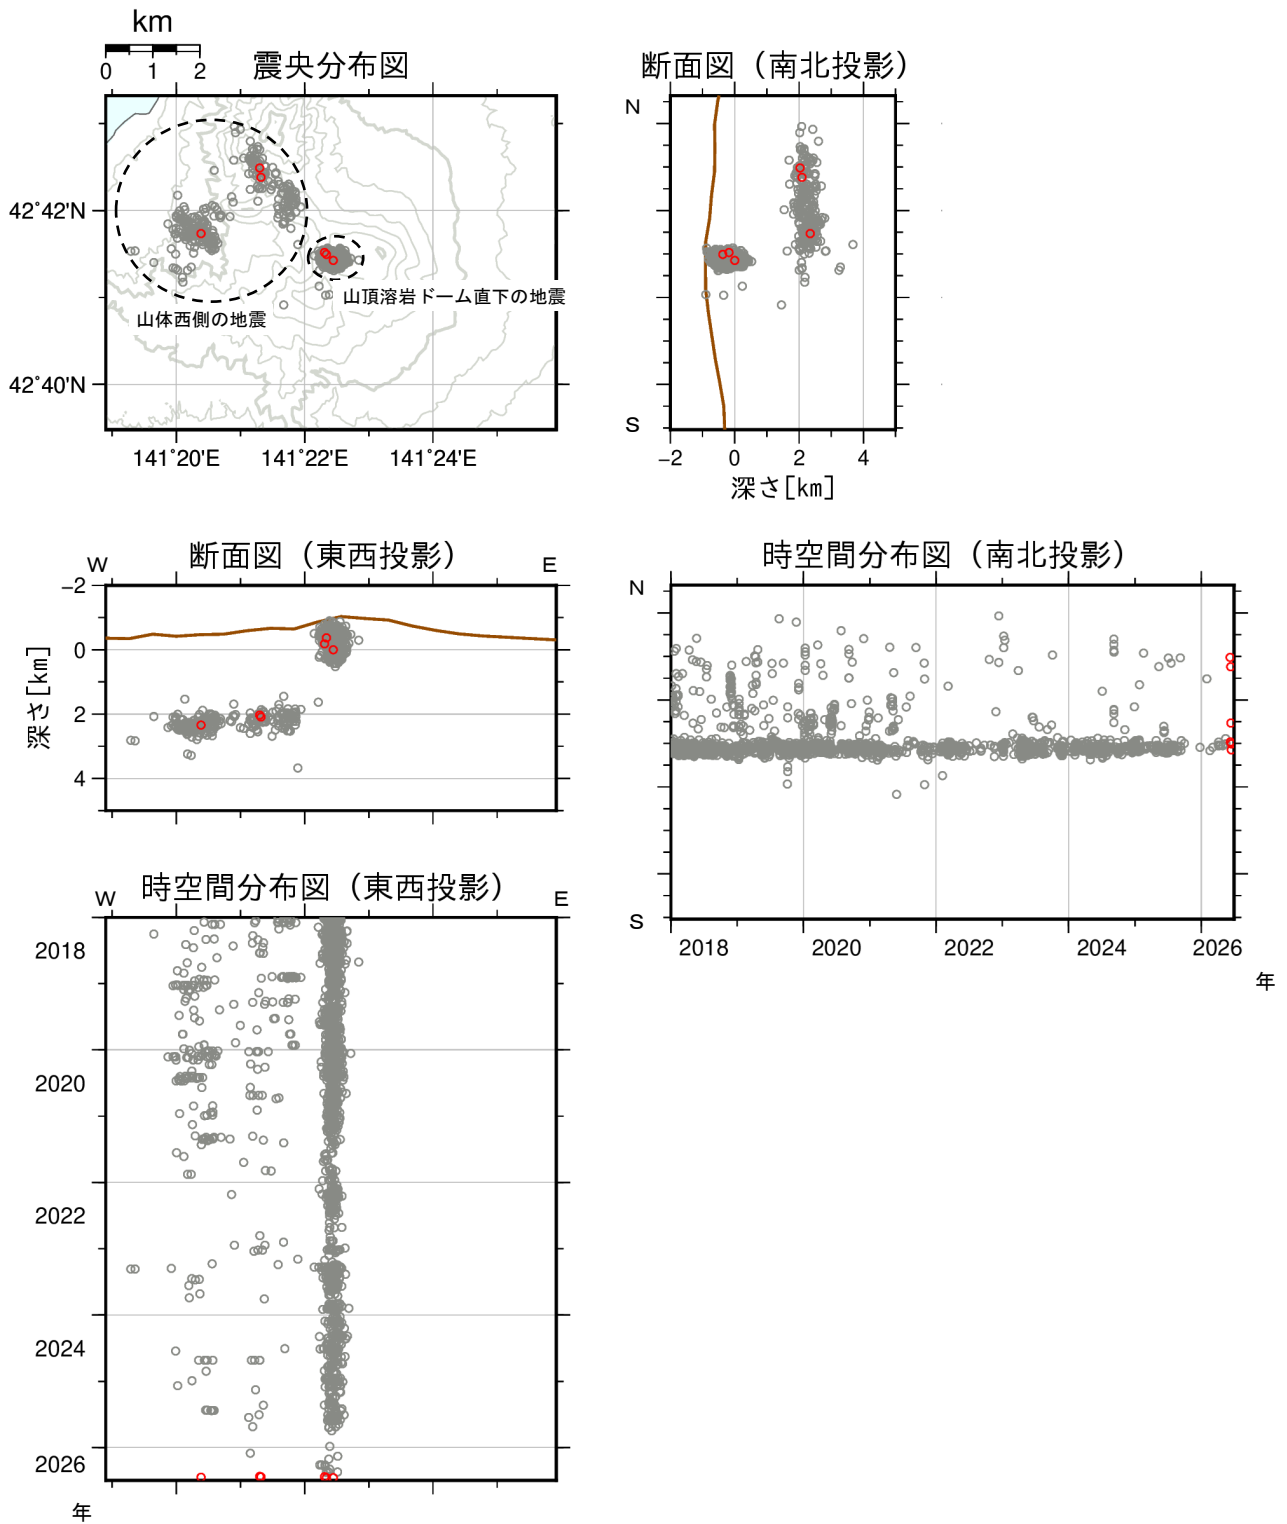 km
0 1 2
震央分布図
42°42'N
42°40'N
141°20'E 141°22'E 141°24'E
山体西側の地震
山頂溶岩ドーム直下の地震
断面図（南北投影）
N
S
-2 0 2 4
深さ[km]
断面図（東西投影）
W E
-2
0
2
4
深さ[km]
時空間分布図（南北投影）
N
S
2018 2020 2022 2024 2026
年
時空間分布図（東西投影）
W E
2018
2020
2022
2024
2026
年